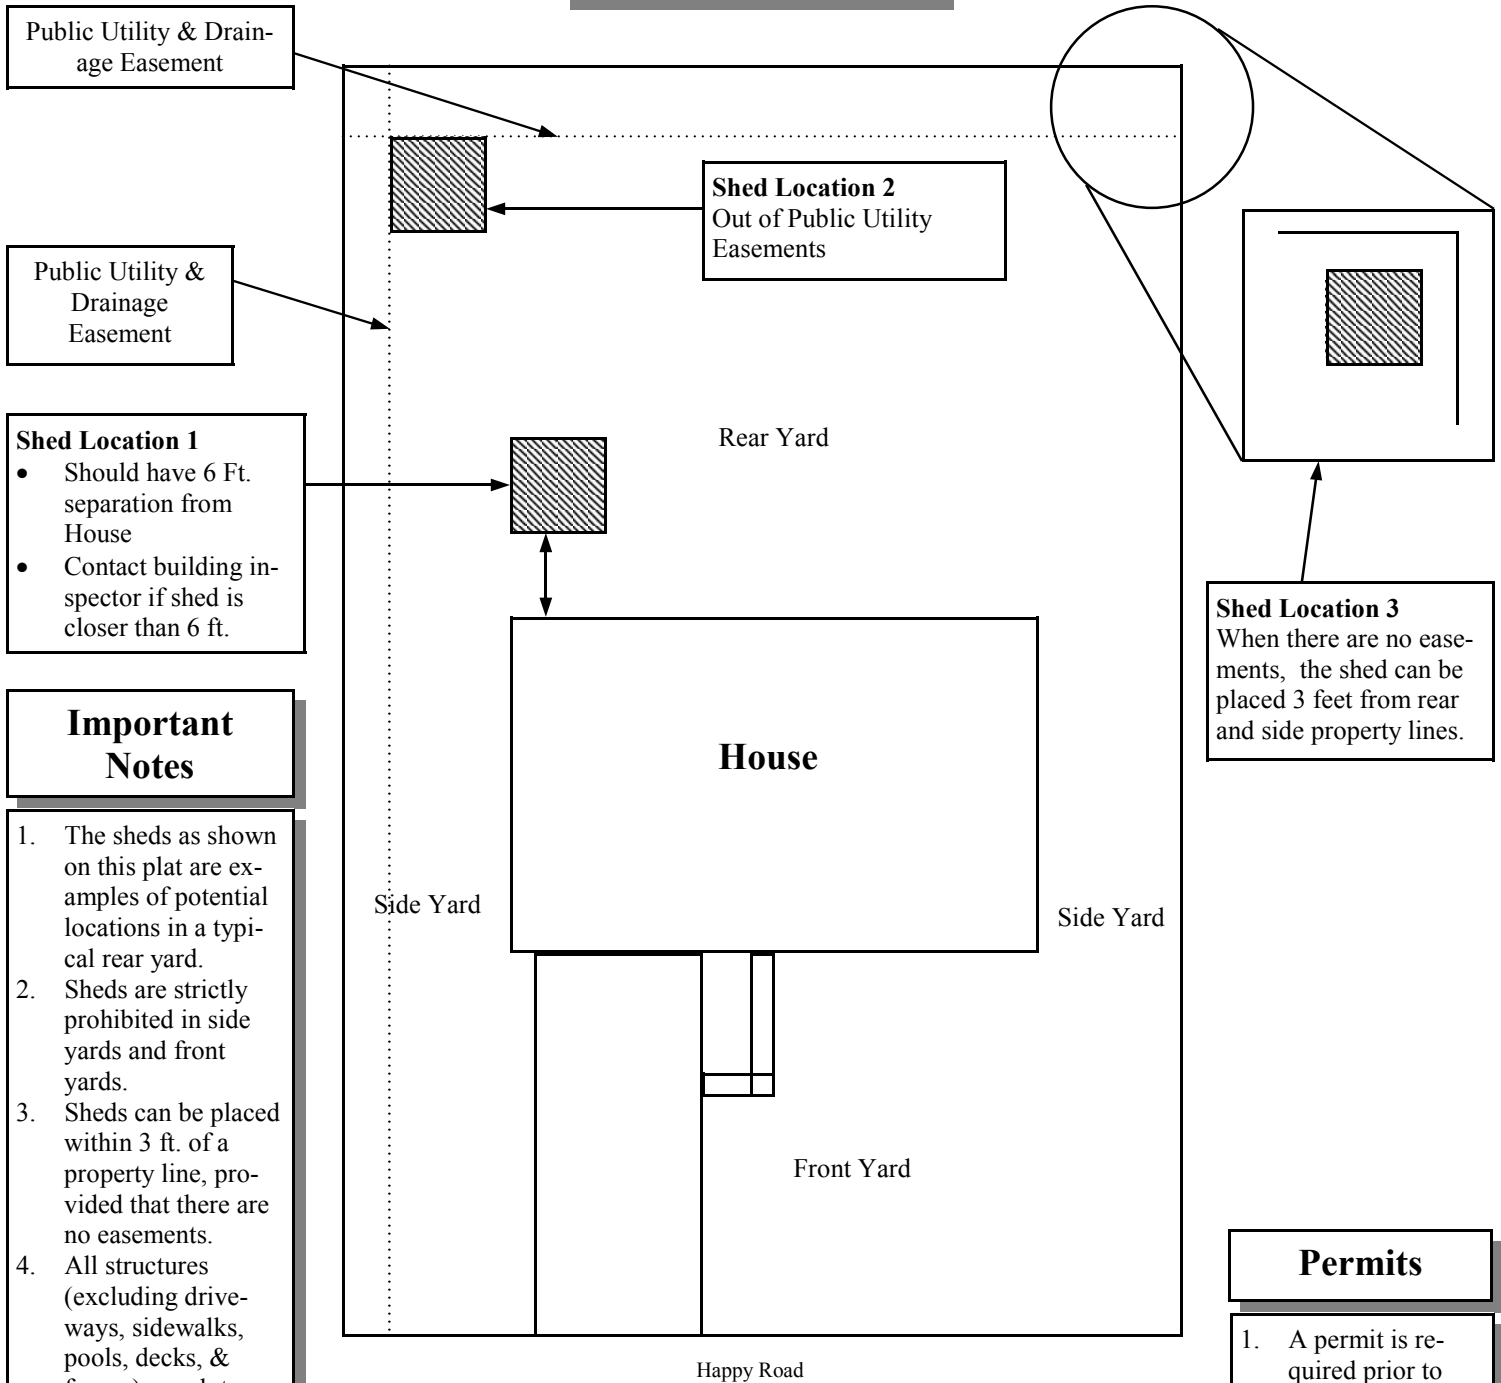 Public Utility & Drain-
age Easement
Shed Location 2
Out of Public Utility
Easements
Public Utility &
Drainage
Easement
Shed Location 1
• Should have 6 Ft.
separation from
House
• Contact building in-
spector if shed is
closer than 6 ft.
Rear Yard
Shed Location 3
When there are no ease-
ments, the shed can be
placed 3 feet from rear
and side property lines.
House
Important
Notes
1. The sheds as shown
on this plat are ex-
amples of potential
locations in a typi-
cal rear yard.
2. Sheds are strictly
prohibited in side
yards and front
yards.
3. Sheds can be placed
within 3 ft. of a
property line, pro-
vided that there are
no easements.
4. All structures
(excluding drive-
ways, sidewalks,
pools, decks, &
Side Yard
Side Yard
Front Yard
Happy Road
Permits
1. A permit is re-
quired prior to